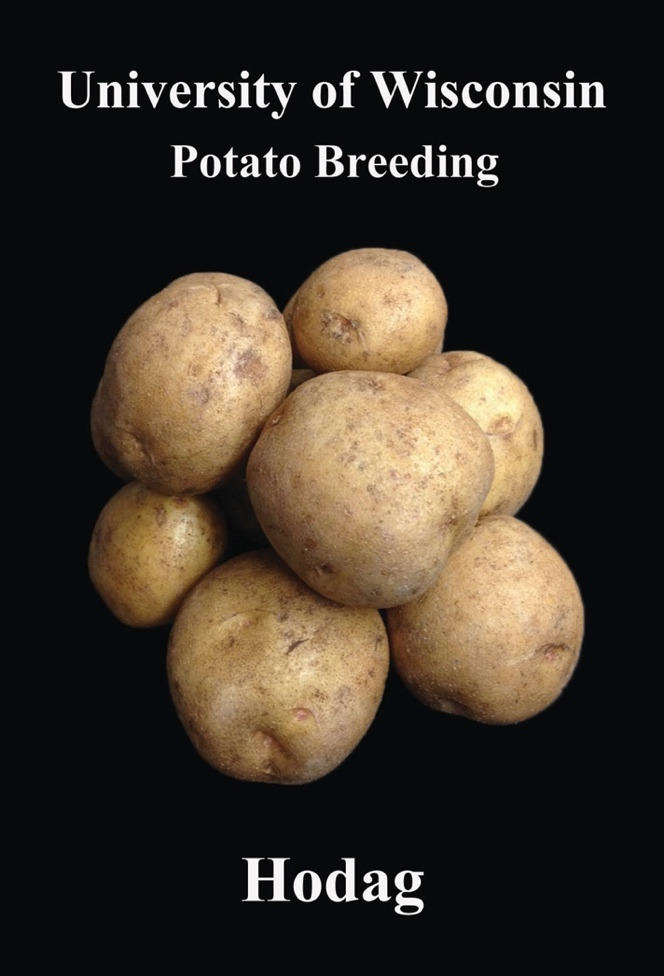 University of Wisconsin
Potato Breeding
Hodag